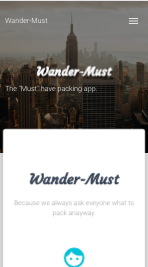 Wander-Must
Wander-Must
The "Must" have packing app.
Wander-Must
Because we always ask eveyone what to
pack anayway.